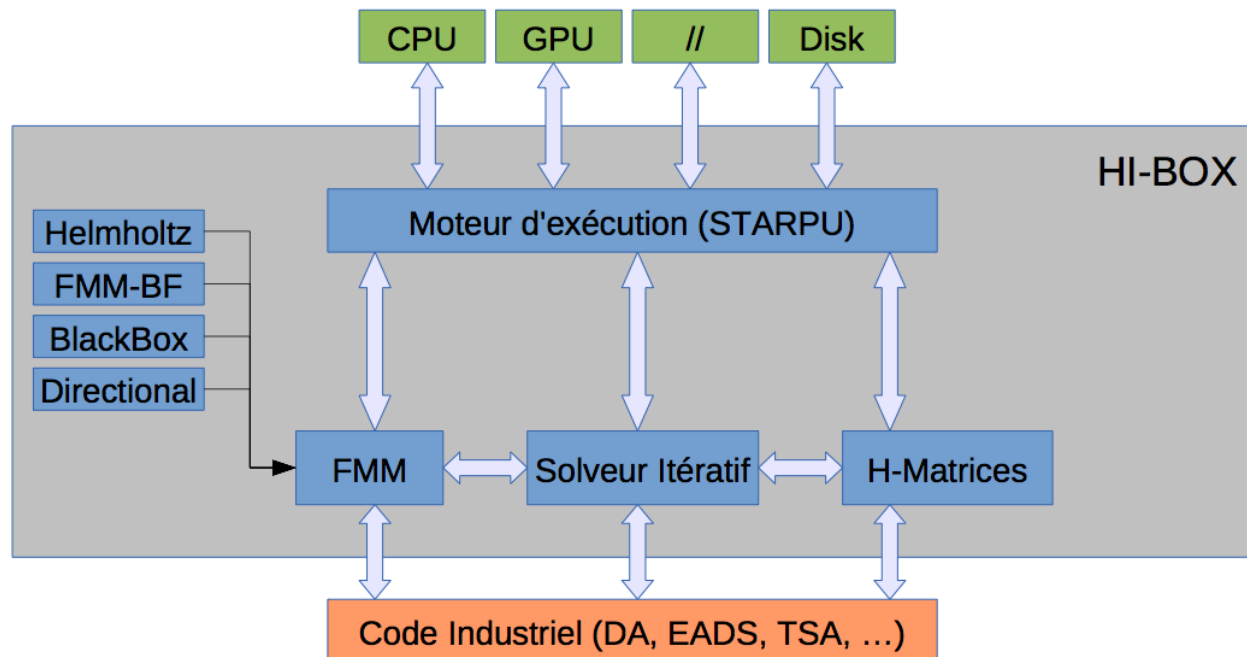 CPU
GPU
//
Disk
HI-BOX
Moteur d'exécution (STARPU)
Helmholtz
FMM-BF
BlackBox
Directional
FMM
Solveur Itératif
H-Matrices
Code Industriel (DA, EADS, TSA, …)